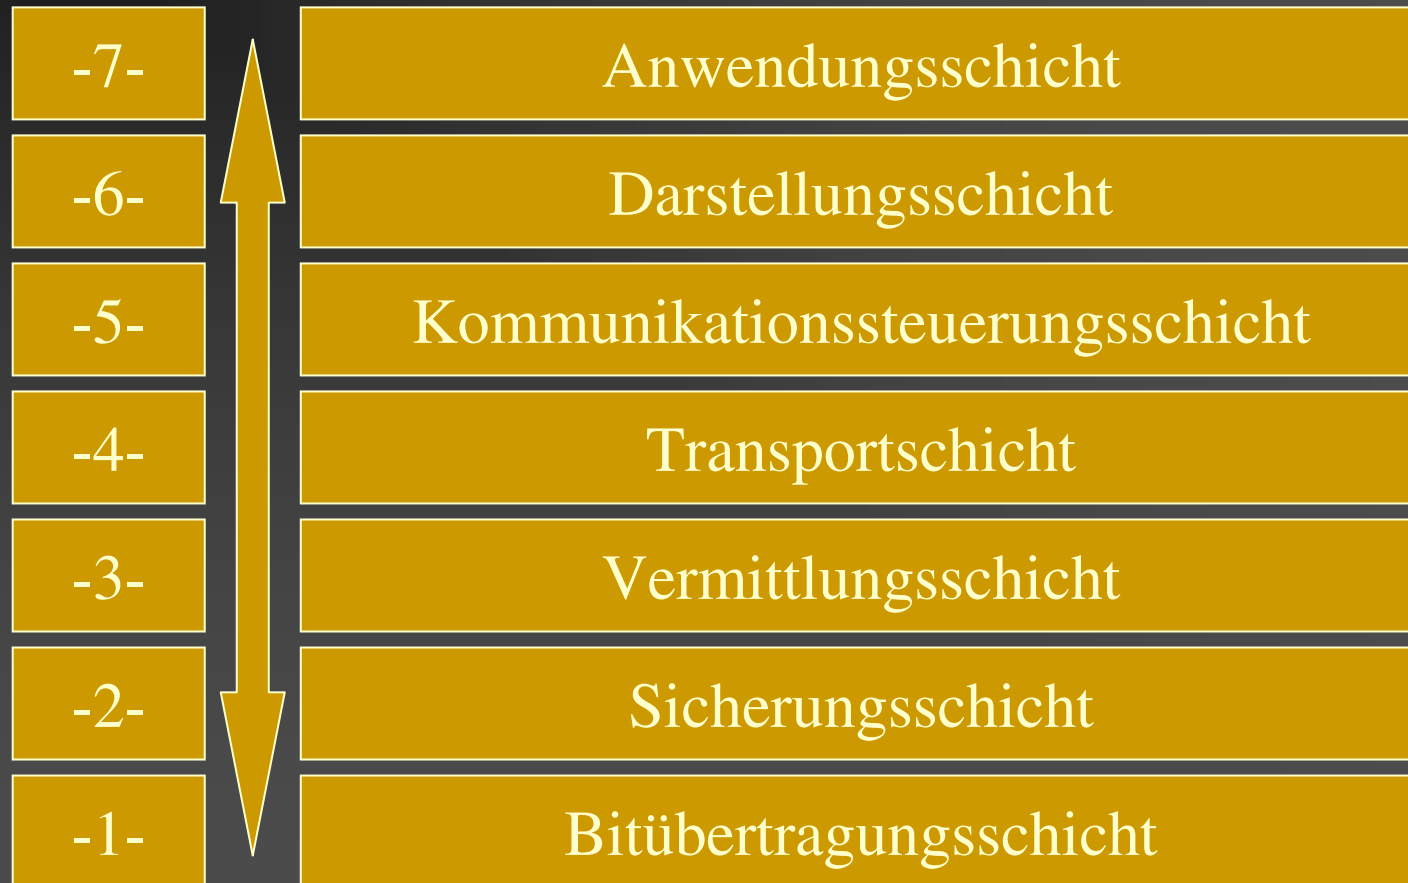 -7- Anwendungsschicht
-6- Darstellungsschicht
-5- Kommunikationssteuerungsschicht
-4- Transportschicht
-3- Vermittlungsschicht
-2- Sicherungsschicht
-1- Bitübertragungsschicht